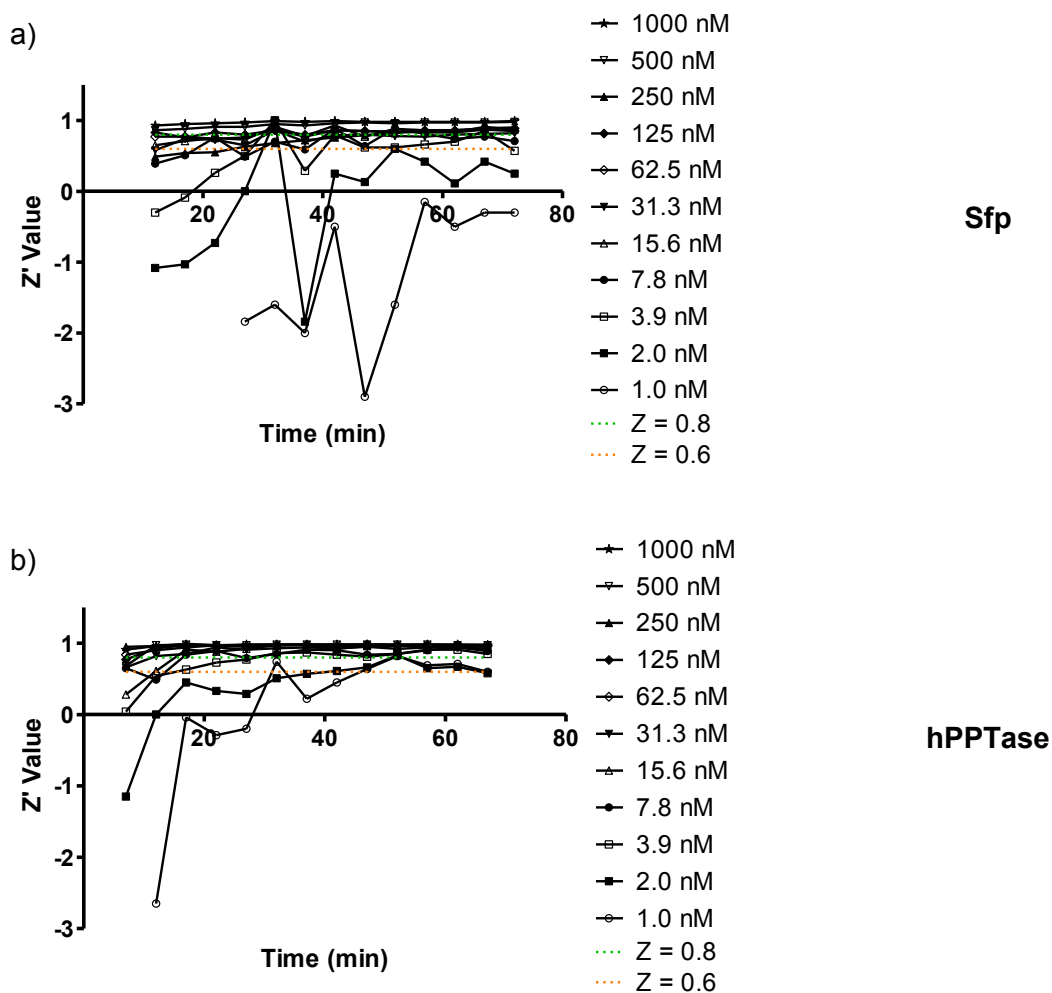 a)
1
0
-1
-2
-3
20
40
60
80
Z' Value
Time (min)
1000 nM
500 nM
250 nM
125 nM
62.5 nM
31.3 nM
15.6 nM
7.8 nM
3.9 nM
2.0 nM
1.0 nM
Z = 0.8
Z = 0.6
Sfp
b)
1
0
-1
-2
-3
20
40
60
80
Z' Value
Time (min)
1000 nM
500 nM
250 nM
125 nM
62.5 nM
31.3 nM
15.6 nM
7.8 nM
3.9 nM
2.0 nM
1.0 nM
Z = 0.8
Z = 0.6
hPPTase